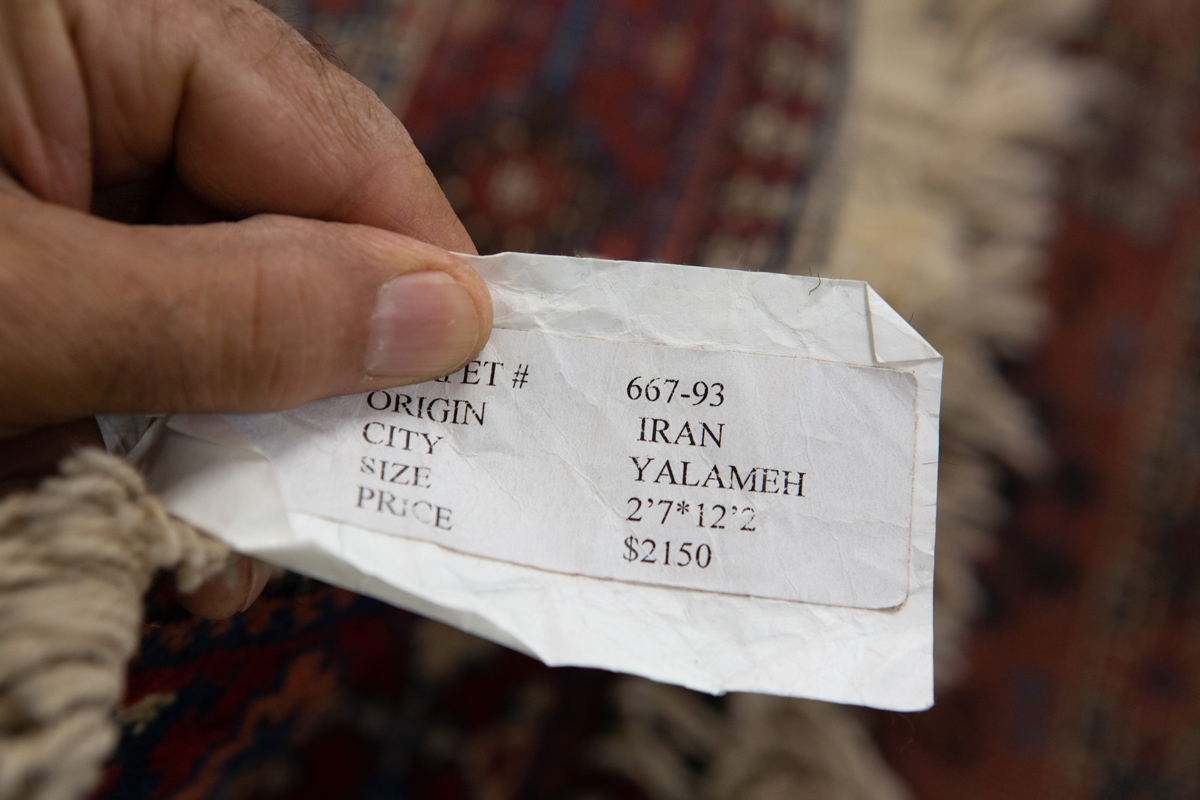 ET # 667-93
ORIGIN IRAN
CITY YALAMEH
SIZE 2'7*12'2
PRICE $2150